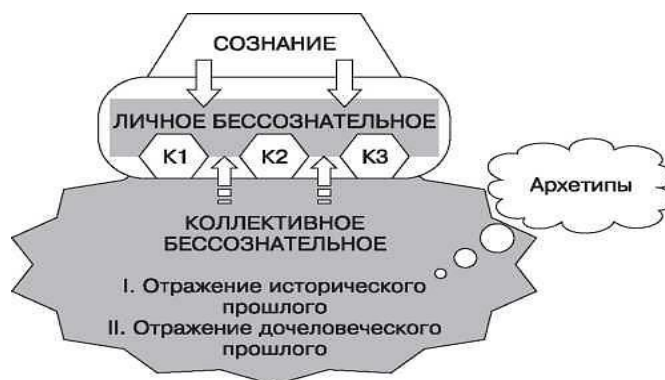 СОЗНАНИЕ
ЛИЧНОЕ БЕССОЗНАТЕЛЬНОЕ
К1 К2 К3
Архетипы
КОЛЛЕКТИВНОЕ
БЕССОЗНАТЕЛЬНОЕ
I. Отражение исторического
прошлого
II. Отражение дочеловеческого
прошлого